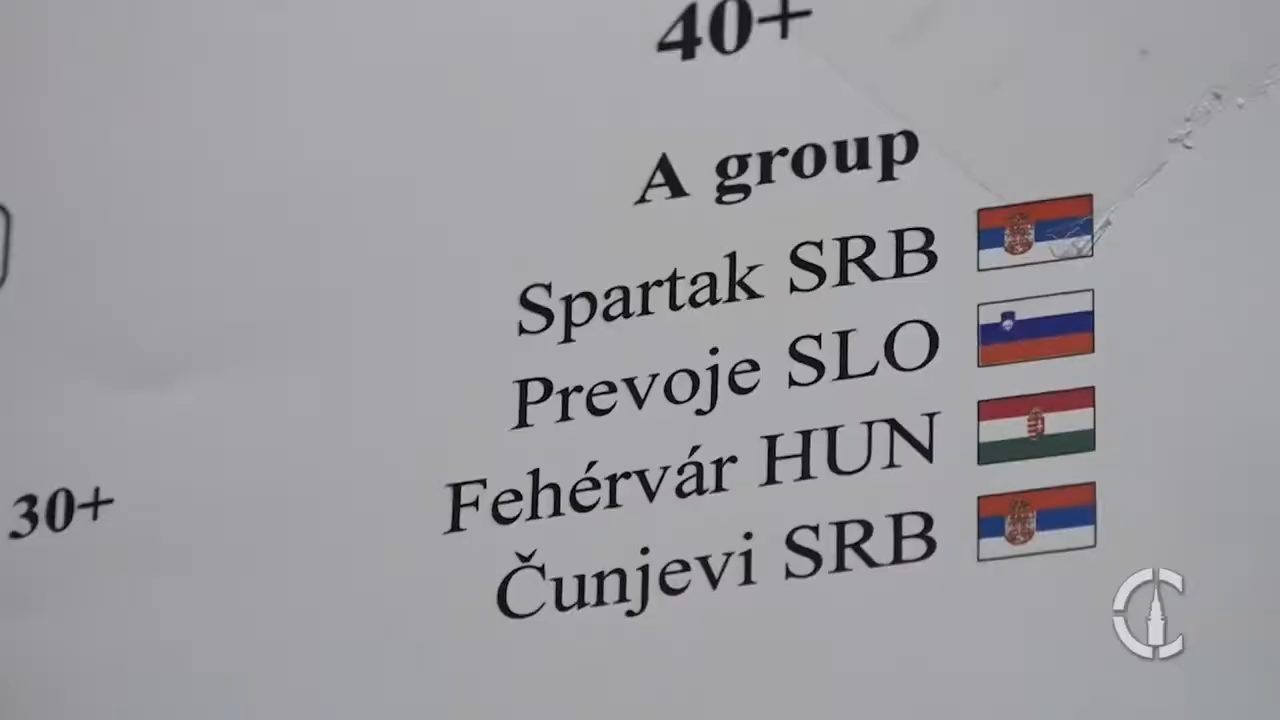 40+
A group
Spartak SRB
Prevoje SLO
Fehérvár HUN
Čunjevi SRB
30+